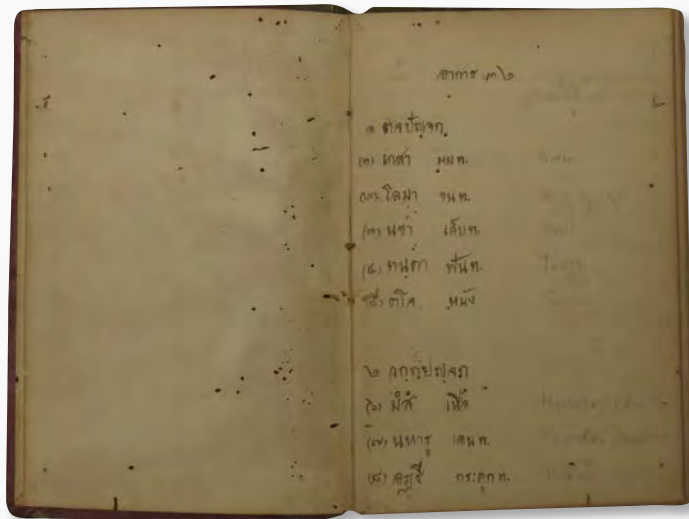 อาการ ๓๒
๑ ตจปัญจก
(๑) เกสา ผม ท.
(๒) โลมา ขน ท.
(๓) นขา เล็บ ท.
(๔) ทนฺตา ฟัน ท.
(๕) ตโจ หนัง
๒ วกฺกปญฺจก
(๖) มํสํ เนื้อ
(๗) นหารู เอน ท.
(๘) อฏฺฐี กระดูก ท.